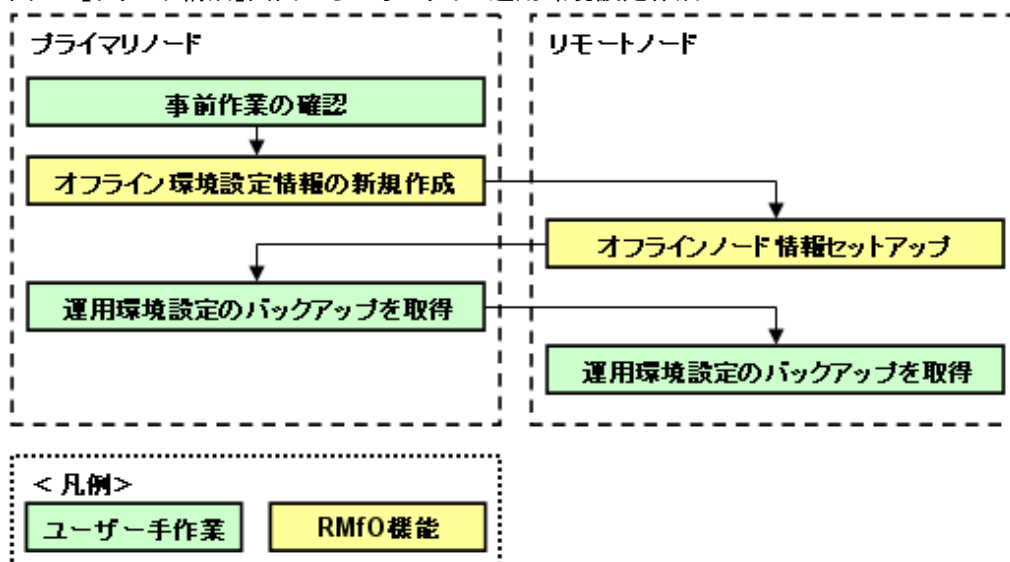 プライマリノード
リモートノード
事前作業の確認
オフライン環境設定情報の新規作成
オフラインノード情報セットアップ
運用環境設定のバックアップを取得
運用環境設定のバックアップを取得
<凡例>
ユーザー手作業
RMfO機能